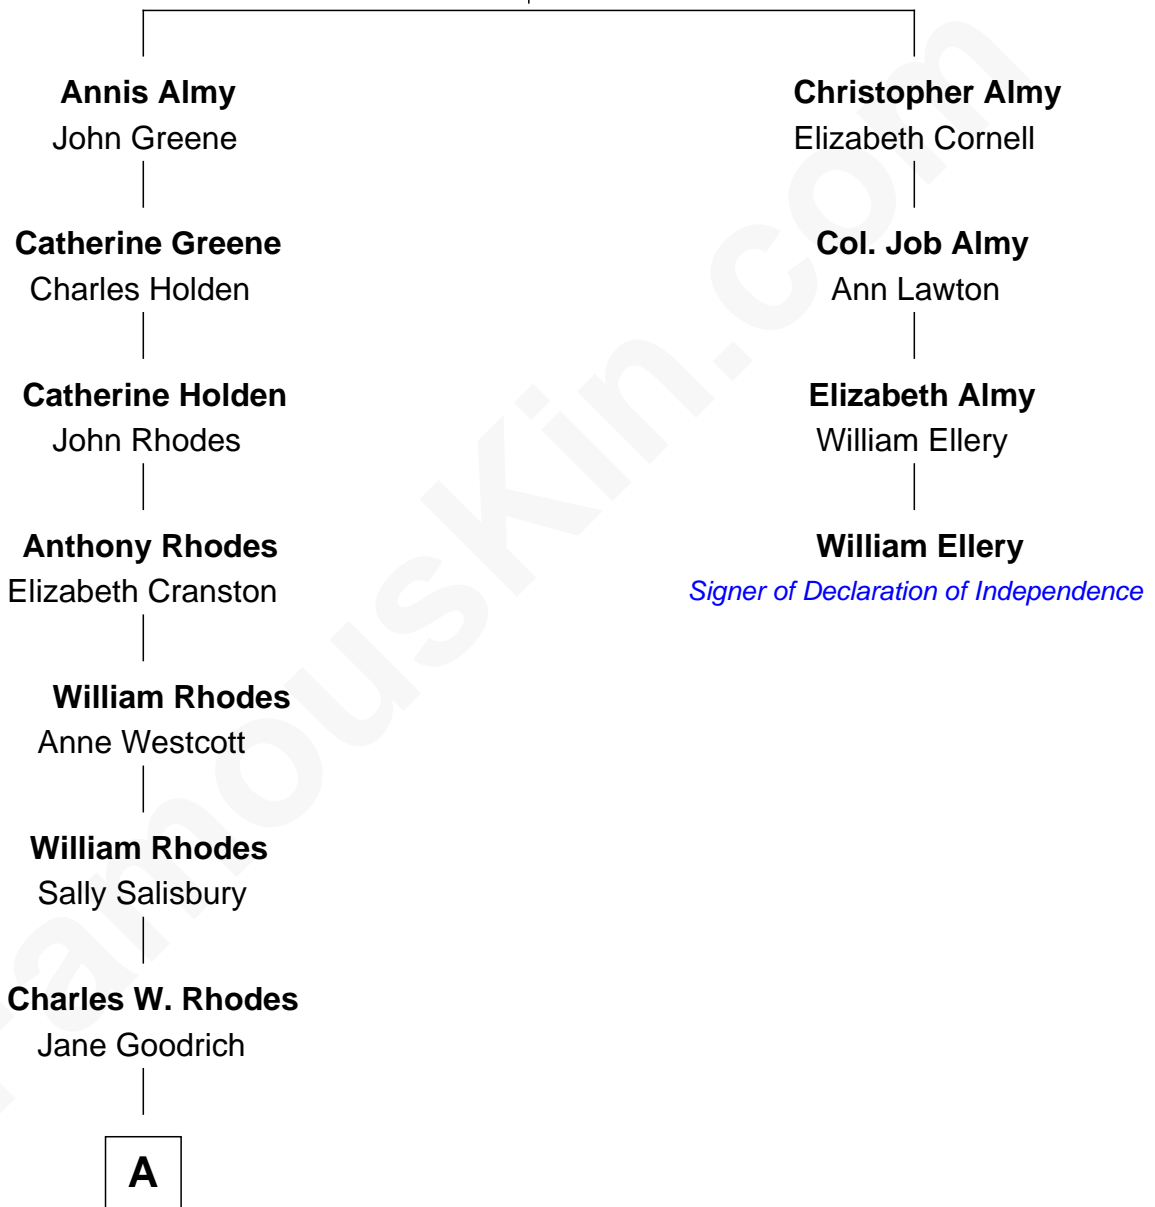 Annis Almy
John Greene
Catherine Greene
Charles Holden
Catherine Holden
John Rhodes
Anthony Rhodes
Elizabeth Cranston
William Rhodes
Anne Westcott
William Rhodes
Sally Salisbury
Charles W. Rhodes
Jane Goodrich
A
Christopher Almy
Elizabeth Cornell
Col. Job Almy
Ann Lawton
Elizabeth Almy
William Ellery
William Ellery
Signer of Declaration of Independence
FamousKin.com